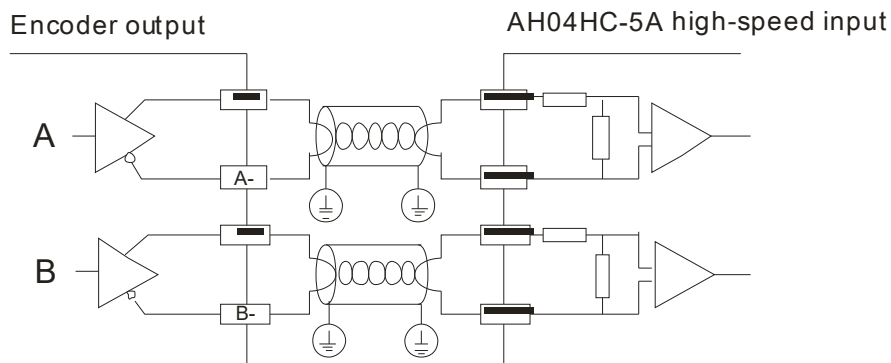 Encoder output
AH04HC-5A high-speed input
A
A-
B
B-